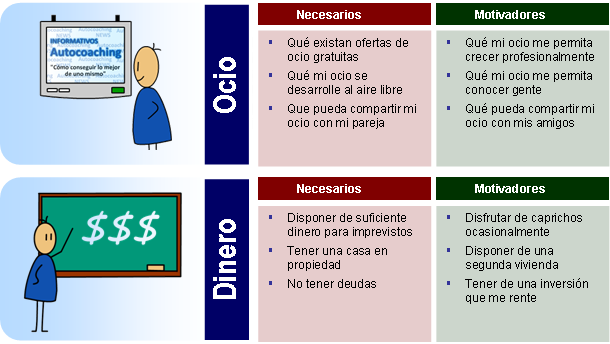 INFORMATIVOS
Autocoaching
"Cómo conseguir lo mejor
de uno mismo"
Ocio
Necesarios
Qué existan ofertas de
ocio gratuitas
Qué mi ocio se
desarrolle al aire libre
Que pueda compartir mi
ocio con mi pareja
Motivadores
Qué mi ocio me permita
crecer profesionalmente
Qué mi ocio me permita
conocer gente
Qué pueda compartir mi
ocio con mis amigos
$$$
Dinero
Necesarios
Disponer de suficiente
dinero para imprevistos
Tener una casa en
propiedad
No tener deudas
Motivadores
Disfrutar de caprichos
ocasionalmente
Disponer de una
segunda vivienda
Tener de una inversión
que me rente